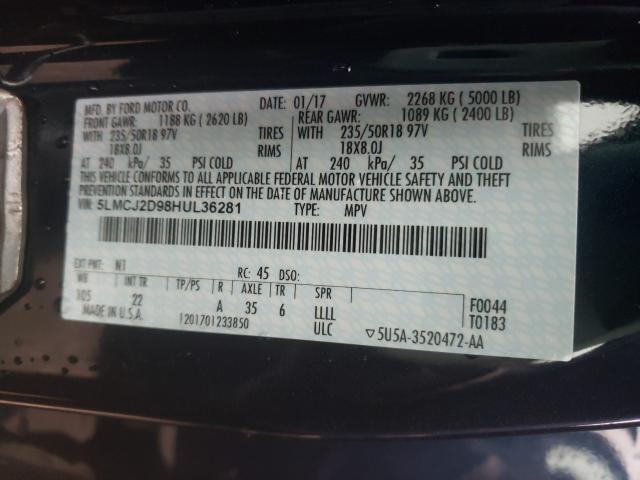 MFD. BY FORD MOTOR CO.
DATE: 01/17 GVWR: 2268 KG ( 5000 LB)
FRONT GAWR: 1188 KG ( 2620 LB)
REAR GAWR: 1089 KG ( 2400 LB)
WITH 235/50R18 97V TIRES
WITH 235/50R18 97V TIRES
18X8.0J RIMS
18X8.0J RIMS
AT 240 kPa/ 35 PSI COLD
AT 240 kPa/ 35 PSI COLD
THIS VEHICLE CONFORMS TO ALL APPLICABLE FEDERAL MOTOR VEHICLE SAFETY AND THEFT
PREVENTION STANDARDS IN EFFECT ON THE DATE OF MANUFACTURE SHOWN ABOVE.
5LMCJ2D98HUL36281 TYPE: MPV
EXT PNT: N1 RC: 45 DSO:
WB INT TR TP/PS R AXLE TR SPR
105 22 A 35 6 LLLL F0044
MADE IN U.S.A. 1201701233850 ULC T0183
▽5U5A-3520472-AA